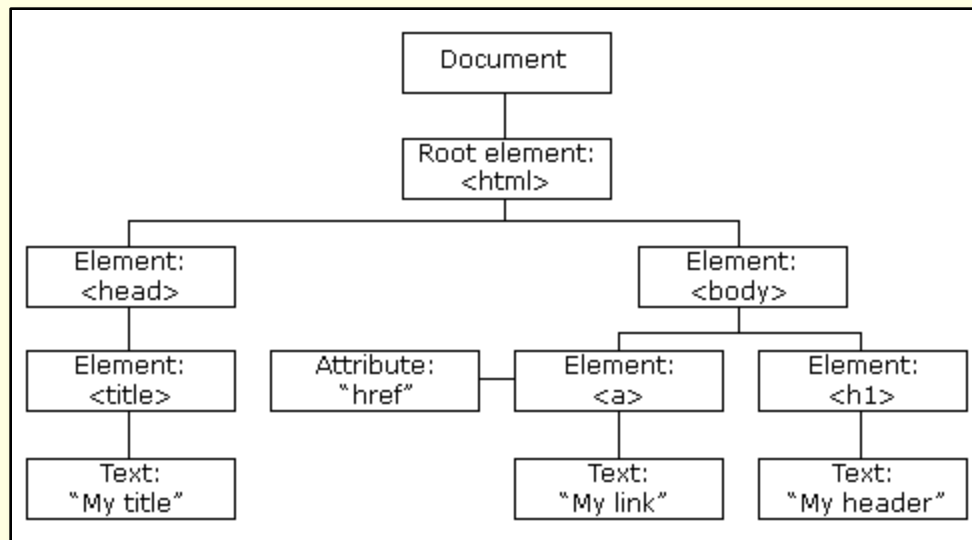 Document
Root element:
<html>
Element:
<head>
Element:
<body>
Element:
<title>
Attribute:
“href”
Element:
<a>
Element:
<h1>
Text:
“My title”
Text:
“My link”
Text:
“My header”